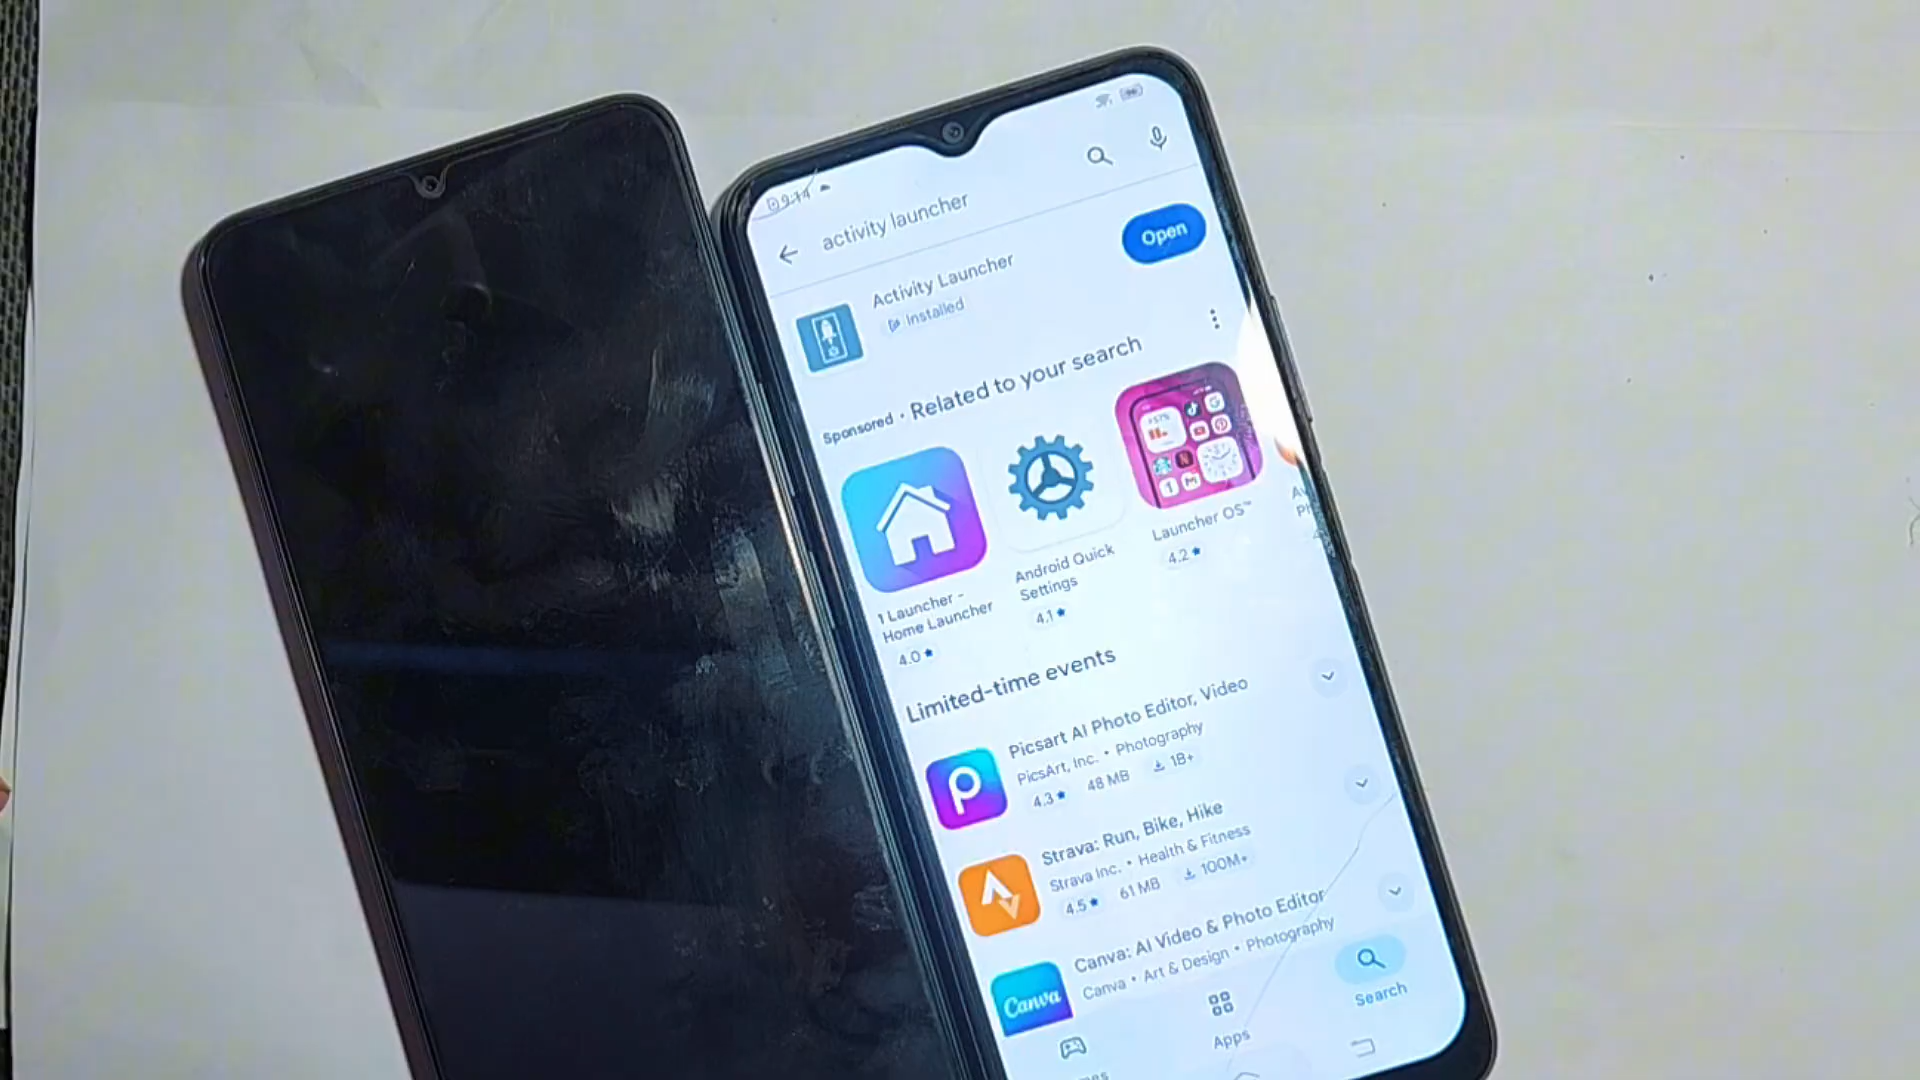 9:14
activity launcher
Activity Launcher
Installed
Open
Sponsored · Related to your search
1 Launcher -
Home Launcher
4.0★
Android Quick
Settings
4.1★
Launcher OS™
4.2★
Limited-time events
Picsart AI Photo Editor, Video
PicsArt, Inc. • Photography
4.3★ 48 MB 1B+
Strava: Run, Bike, Hike
Strava Inc. • Health & Fitness
4.5★ 61 MB 100M+
Canva
Canva: AI Video & Photo Editor
Canva • Art & Design • Photography
Apps
Search